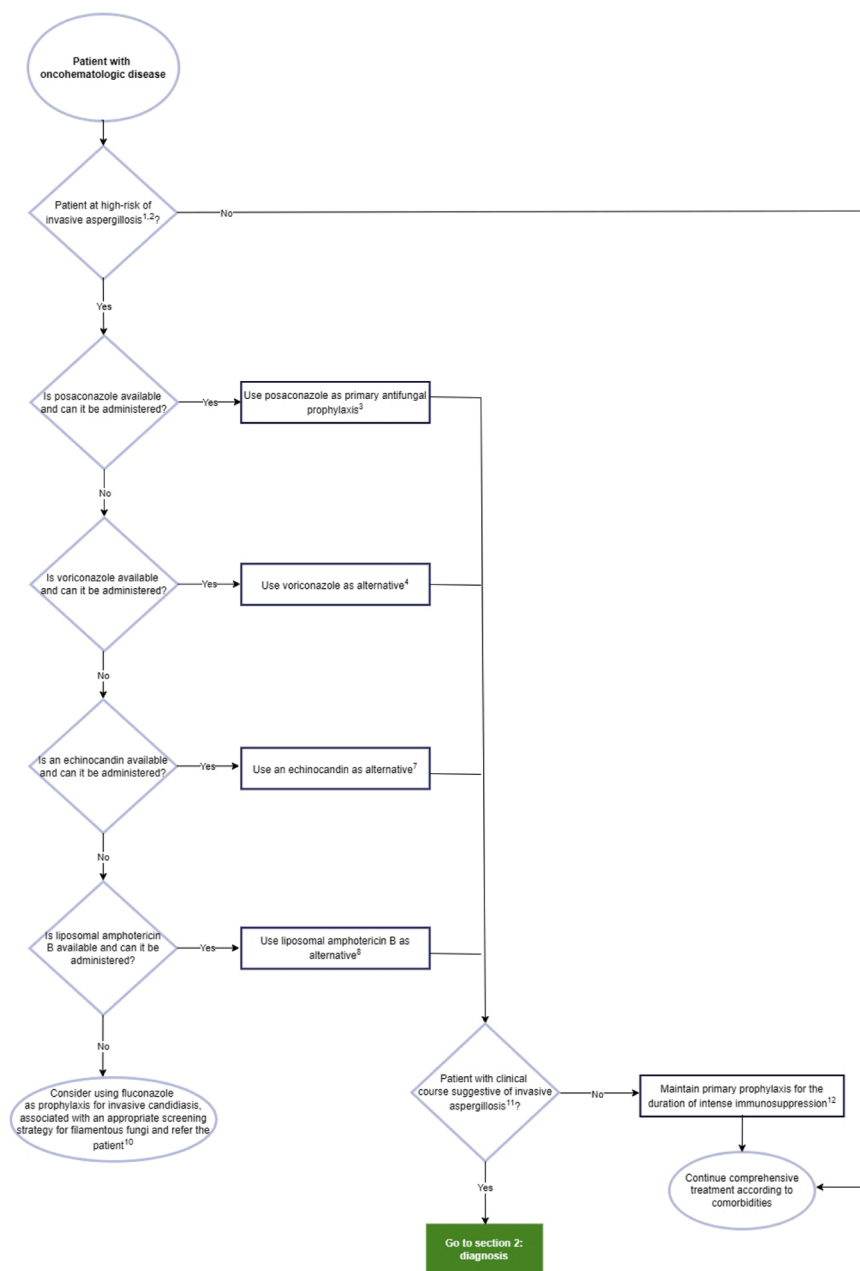 Patient with
oncohematologic disease
Patient at high-risk of
invasive aspergillosis1,2?
No
Yes
Is posaconazole available
and can it be administered?
Yes
Use posaconazole as primary antifungal
prophylaxis3
No
Is voriconazole available
and can it be administered?
Yes
Use voriconazole as alternative4
No
Is an echinocandin available
and can it be administered?
Yes
Use an echinocandin as alternative7
No
Is liposomal amphotericin
B available and can it be
administered?
Yes
Use liposomal amphotericin B as
alternative8
No
Consider using fluconazole
as prophylaxis for invasive candidiasis,
associated with an appropriate screening
strategy for filamentous fungi and refer the
patient10
Patient with clinical
course suggestive of invasive
aspergillosis11?
No
Maintain primary prophylaxis for the
duration of intense immunosuppression12
Continue comprehensive
treatment according to
comorbidities
Yes
Go to section 2:
diagnosis